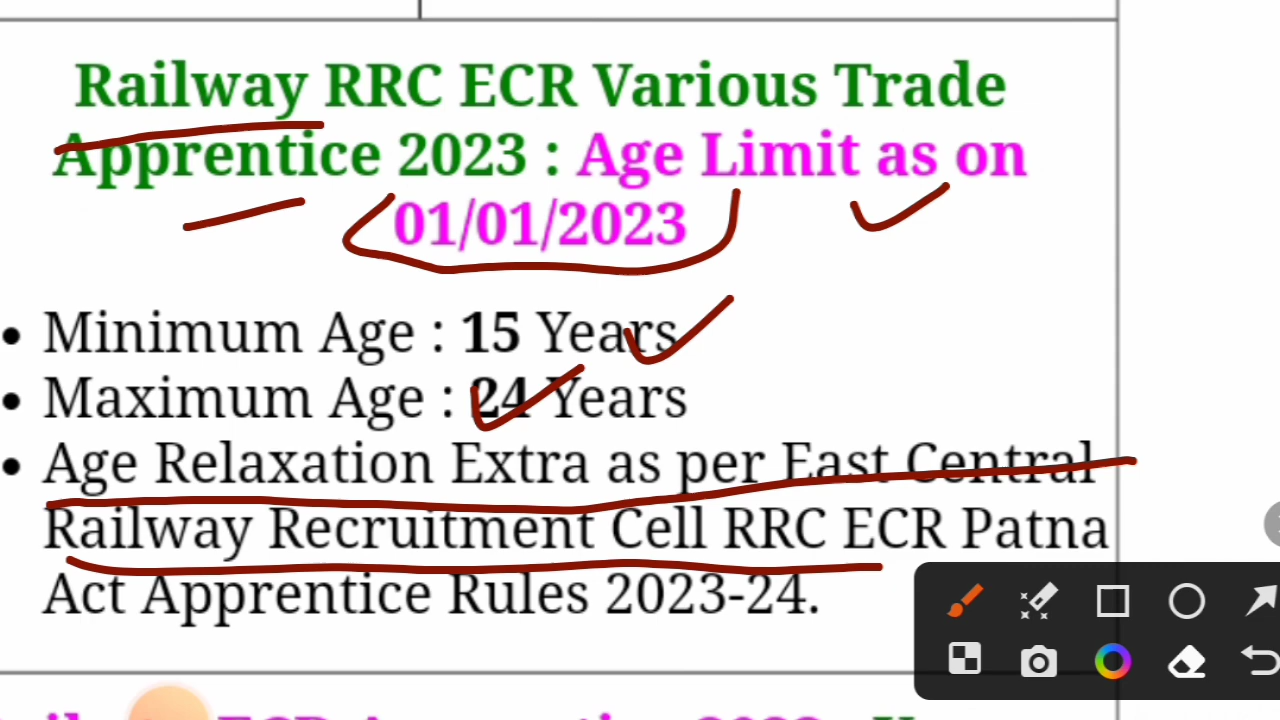 Railway RRC ECR Various Trade
Apprentice 2023 : Age Limit as on
01/01/2023
• Minimum Age : 15 Years
• Maximum Age : 24 Years
• Age Relaxation Extra as per East Central
Railway Recruitment Cell RRC ECR Patna
Act Apprentice Rules 2023-24.
ECR